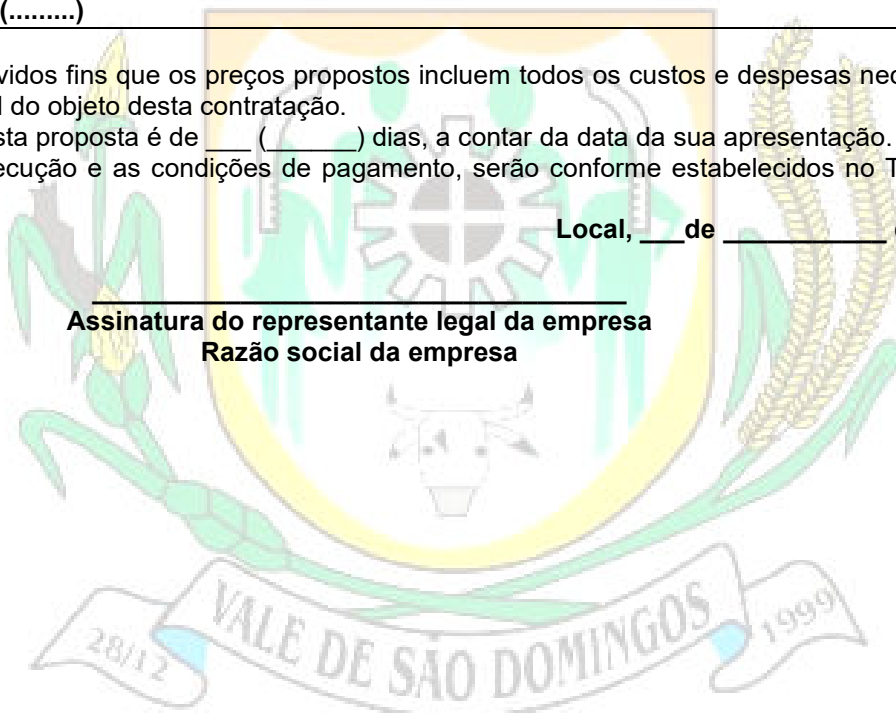 (.........)
vidos fins que os preços propostos incluem todos os custos e despesas nec
l do objeto desta contratação.
sta proposta é de ___ (______) dias, a contar da data da sua apresentação.
ecução e as condições de pagamento, serão conforme estabelecidos no T
Local, ___de ___________
Assinatura do representante legal da empresa
Razão social da empresa
28/12 VALE DE SÃO DOMINGOS 1999